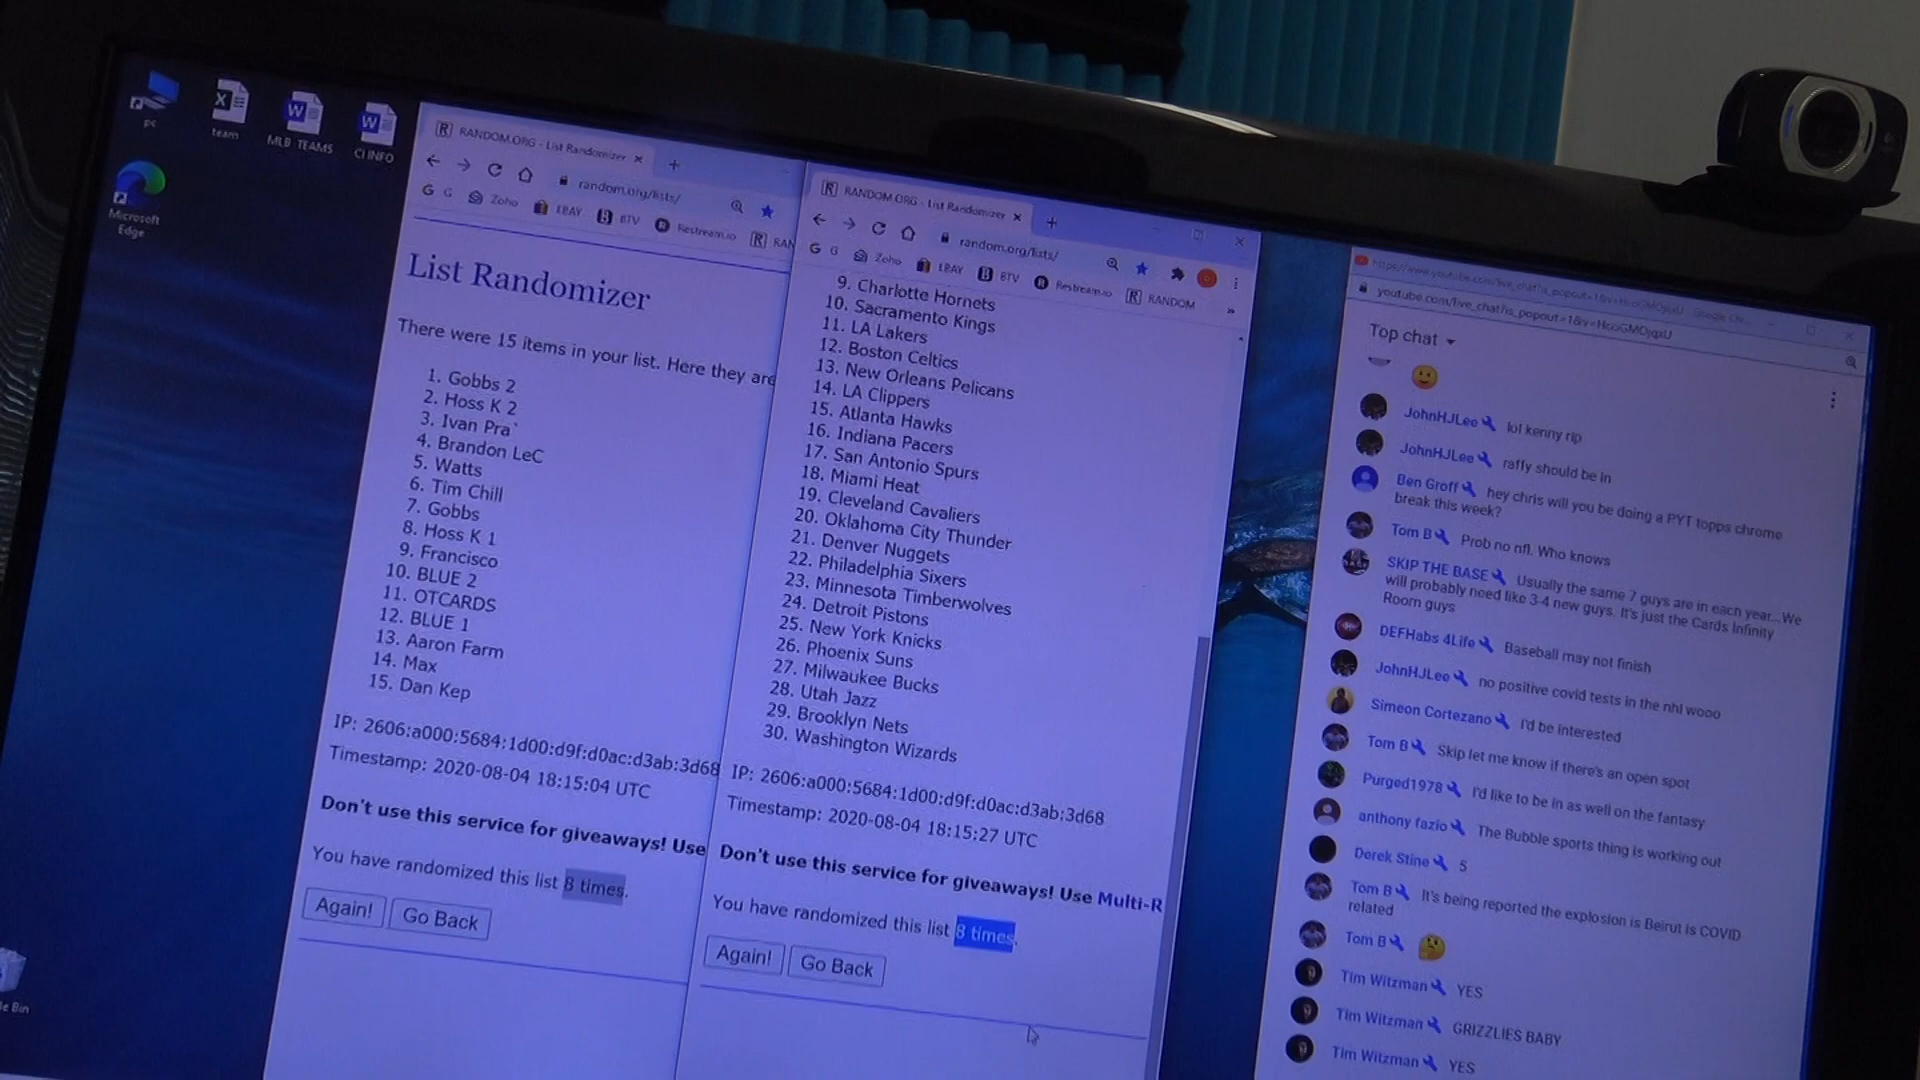 pc
team
MLB TEAMS
CI INFO
Microsoft
Edge
le Bin
RANDOM.ORG - List Randomizer
random.org/lists/
G
Zoho
EBAY
BTV
Restream.io
RAN
List Randomizer
There were 15 items in your list. Here they are
1. Gobbs 2
2. Hoss K 2
3. Ivan Pra`
4. Brandon LeC
5. Watts
6. Tim Chill
7. Gobbs
8. Hoss K 1
9. Francisco
10. BLUE 2
11. OTCARDS
12. BLUE 1
13. Aaron Farm
14. Max
15. Dan Kep
IP: 2606:a000:5684:1d00:d9f:d0ac:d3ab:3d68
Timestamp: 2020-08-04 18:15:04 UTC
Don't use this service for giveaways! Use
You have randomized this list 8 times.
Again! Go Back
RANDOM.ORG - List Randomizer
random.org/lists/
G
Zoho
EBAY
BTV
Restream.io
RANDOM
9. Charlotte Hornets
10. Sacramento Kings
11. LA Lakers
12. Boston Celtics
13. New Orleans Pelicans
14. LA Clippers
15. Atlanta Hawks
16. Indiana Pacers
17. San Antonio Spurs
18. Miami Heat
19. Cleveland Cavaliers
20. Oklahoma City Thunder
21. Denver Nuggets
22. Philadelphia Sixers
23. Minnesota Timberwolves
24. Detroit Pistons
25. New York Knicks
26. Phoenix Suns
27. Milwaukee Bucks
28. Utah Jazz
29. Brooklyn Nets
30. Washington Wizards
IP: 2606:a000:5684:1d00:d9f:d0ac:d3ab:3d68
Timestamp: 2020-08-04 18:15:27 UTC
Don't use this service for giveaways! Use Multi-R
You have randomized this list 8 times.
Again! Go Back
Top chat
JohnHJLee lol kenny rip
JohnHJLee raffy should be in
Ben Groff hey chris will you be doing a PYT topps chrome
break this week?
Tom B Prob no nfl. Who knows
SKIP THE BASE Usually the same 7 guys are in each year...We
will probably need like 3-4 new guys. It's just the Cards Infinity
Room guys
DEFHabs 4Life Baseball may not finish
JohnHJLee no positive covid tests in the nhl wooo
Simeon Cortezano I'd be interested
Tom B Skip let me know if there's an open spot
Purged1978 I'd like to be in as well on the fantasy
anthony fazio The Bubble sports thing is working out
Derek Stine 5
Tom B It's being reported the explosion is Beirut is COVID
related
Tom B 🤔
Tim Witzman YES
Tim Witzman GRIZZLIES BABY
Tim Witzman YES